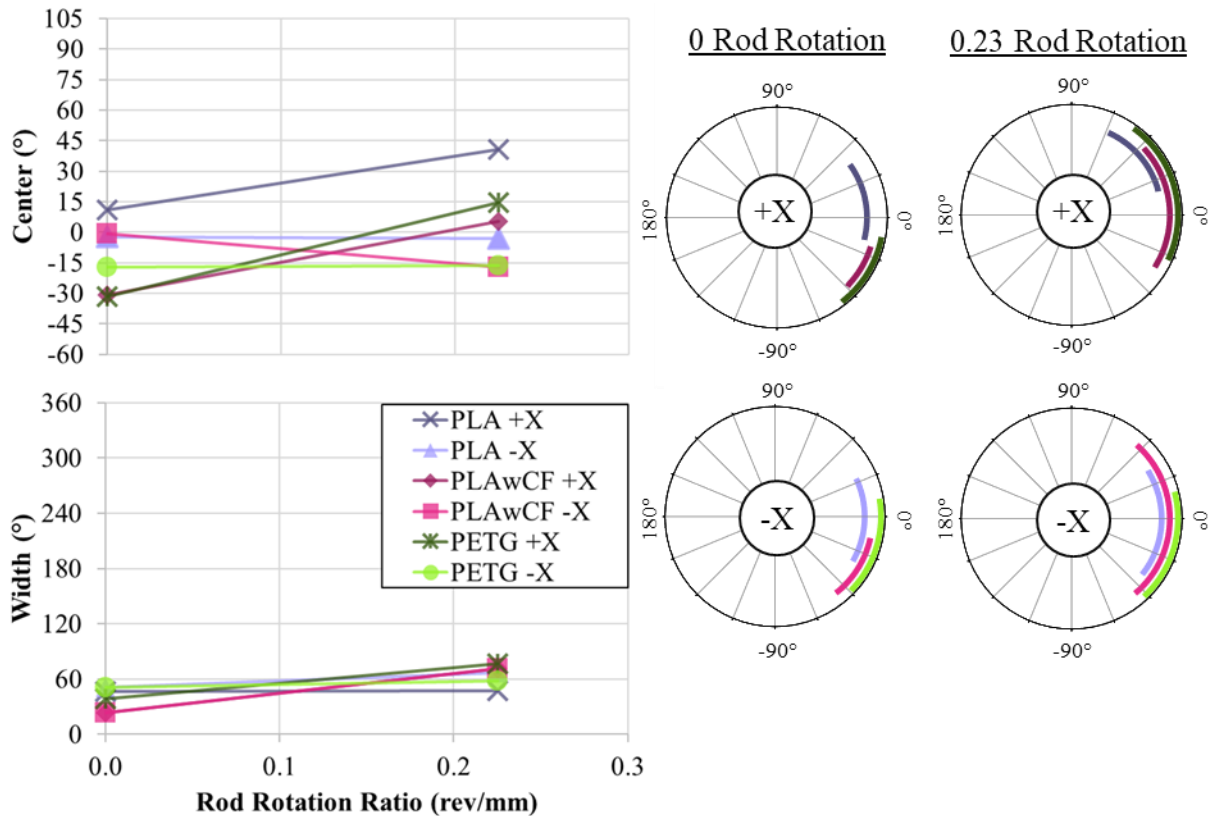 105
90
75
60
45
30
15
0
-15
-30
-45
-60
Center (°)
360
300
240
180
120
60
0
Width (°)
0.0 0.1 0.2 0.3
Rod Rotation Ratio (rev/mm)
PLA +X
PLA -X
PLAwCF +X
PLAwCF -X
PETG +X
PETG -X
0 Rod Rotation
90°
180°
+X
0°
-90°
0.23 Rod Rotation
90°
180°
+X
0°
-90°
90°
180°
-X
0°
-90°
90°
180°
-X
0°
-90°